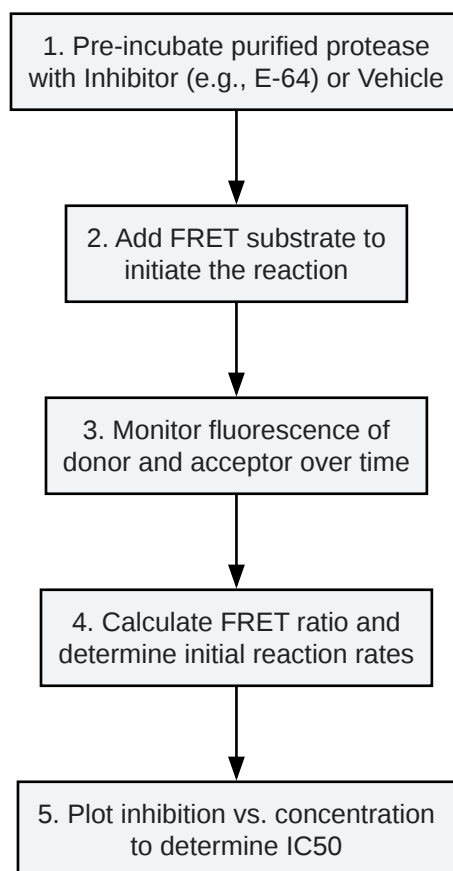 1. Pre-incubate purified protease
with Inhibitor (e.g., E-64) or Vehicle
2. Add FRET substrate to
initiate the reaction
3. Monitor fluorescence of
donor and acceptor over time
4. Calculate FRET ratio and
determine initial reaction rates
5. Plot inhibition vs. concentration
to determine IC50